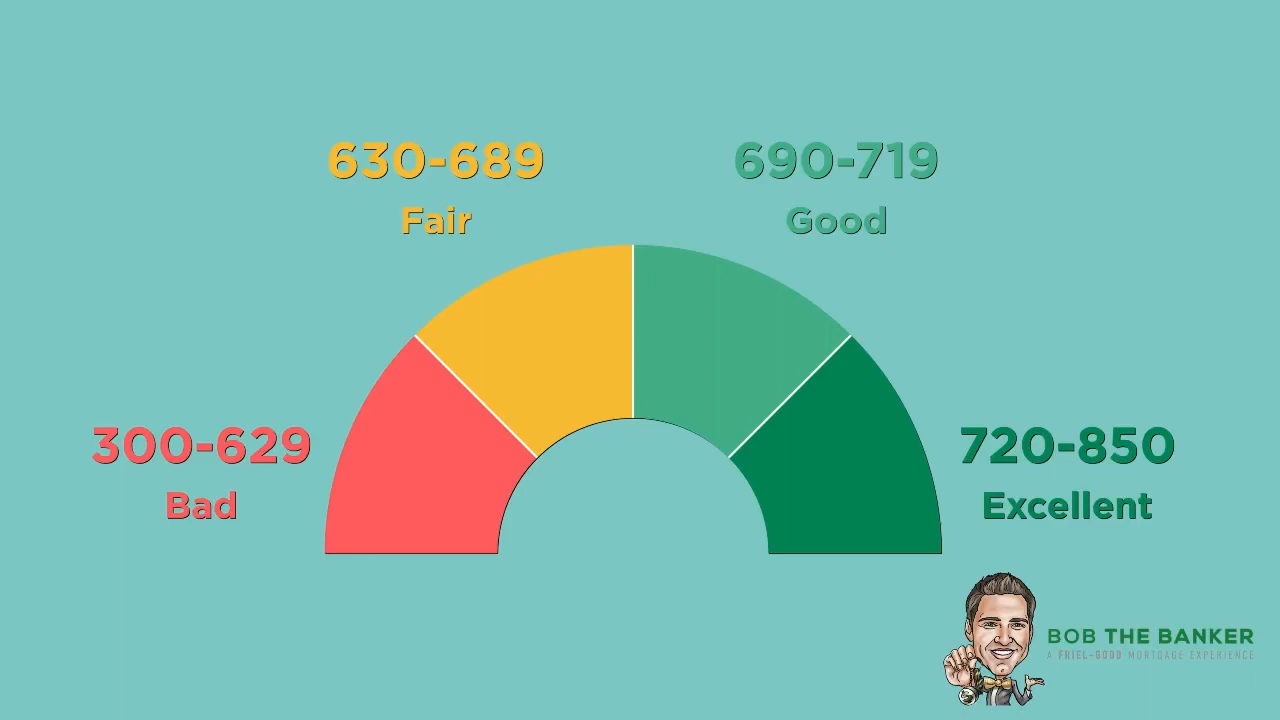 630-689
Fair
690-719
Good
300-629
Bad
720-850
Excellent
BOB THE BANKER
A FRIEL-GOOD MORTGAGE EXPERIENCE